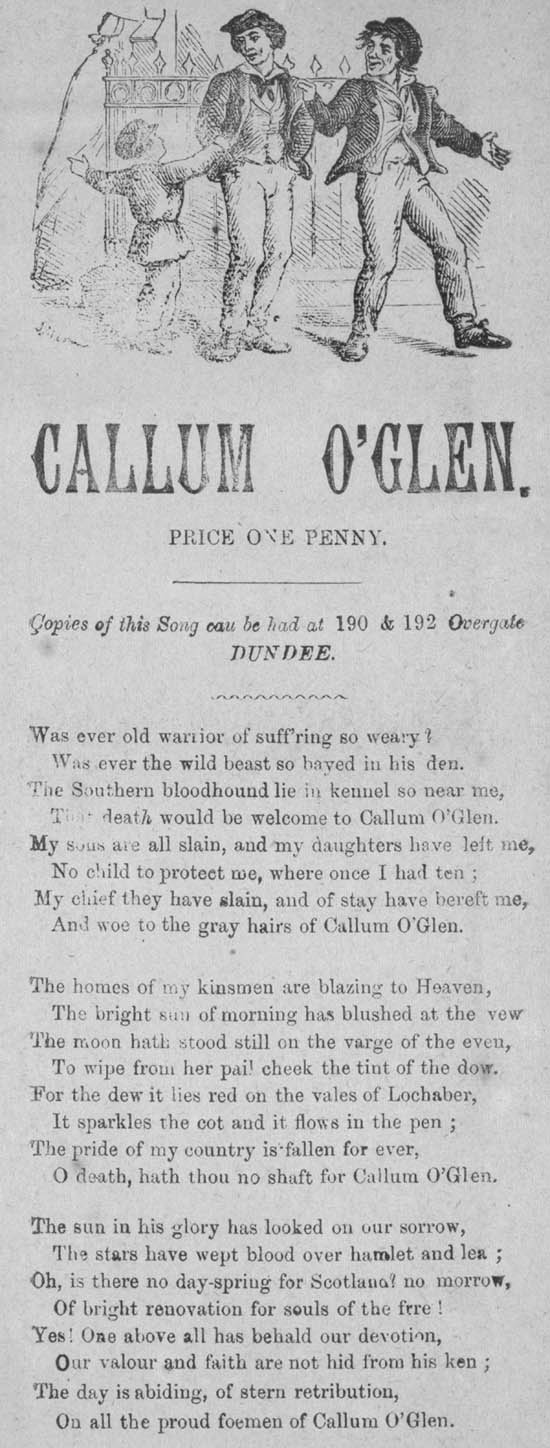 CALLUM O'GLEN.
PRICE ONE PENNY.
Copies of this Song cau be had at 190 & 192 Overgate
DUNDEE.
Was ever old warrior of suff'ring so weary?
Was ever the wild beast so bayed in his den.
The Southern bloodhound lie in kennel so near me,
That death would be welcome to Callum O'Glen.
My sons are all slain, and my daughters have left me,
No child to protect me, where once I had ten ;
My chief they have slain, and of stay have bereft me,
And woe to the gray hairs of Callum O'Glen.
The homes of my kinsmen are blazing to Heaven,
The bright sun of morning has blushed at the vew
The moon hath stood still on the varge of the even,
To wipe from her pail cheek the tint of the dow.
For the dew it lies red on the vales of Lochaber,
It sparkles the cot and it flows in the pen ;
The pride of my country is fallen for ever,
O death, hath thou no shaft for Callum O'Glen.
The sun in his glory has looked on our sorrow,
The stars have wept blood over hamlet and lea ;
Oh, is there no day-spring for Scotland? no morrow,
Of bright renovation for souls of the frre !
Yes! One above all has behald our devotion,
Our valour and faith are not hid from his ken ;
The day is abiding, of stern retribution,
On all the proud foemen of Callum O'Glen.